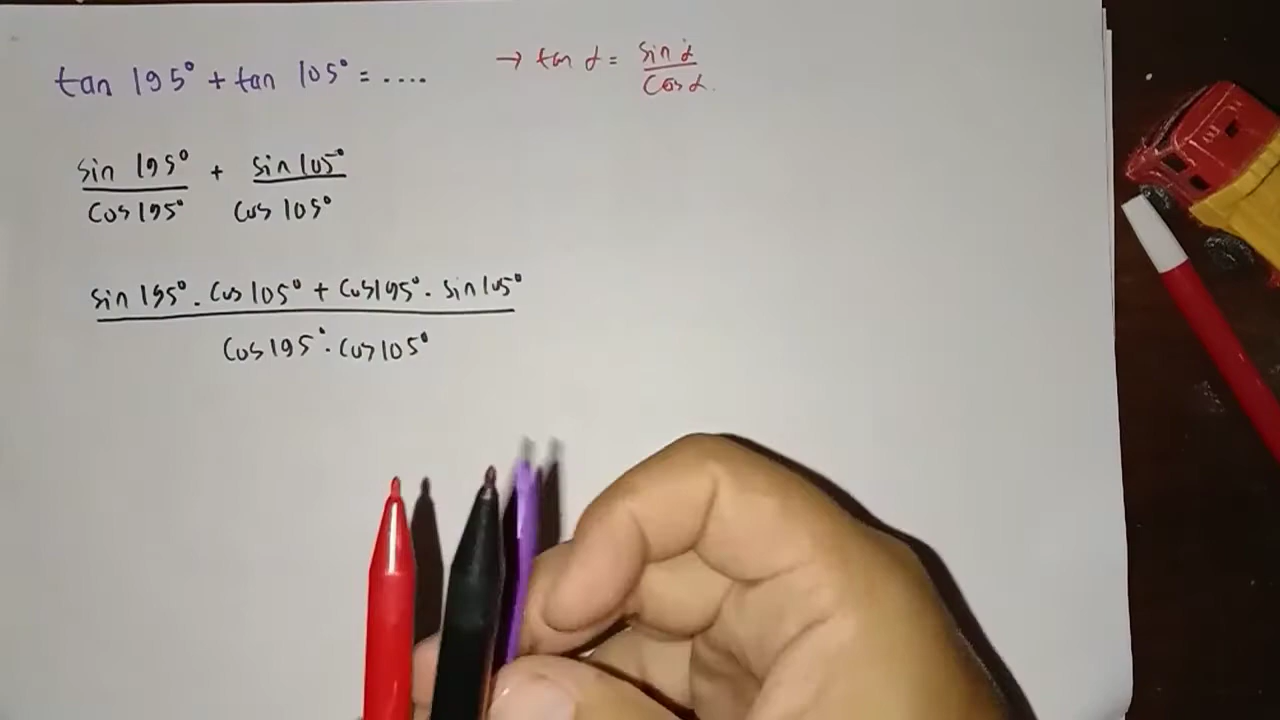 tan 195° + tan 105° = ....
→ tan α = sin α / cos α.
sin 195° / cos 195° + sin 105° / cos 105°
sin 195° . cos 105° + cos 195° . sin 105°
cos 195° . cos 105°